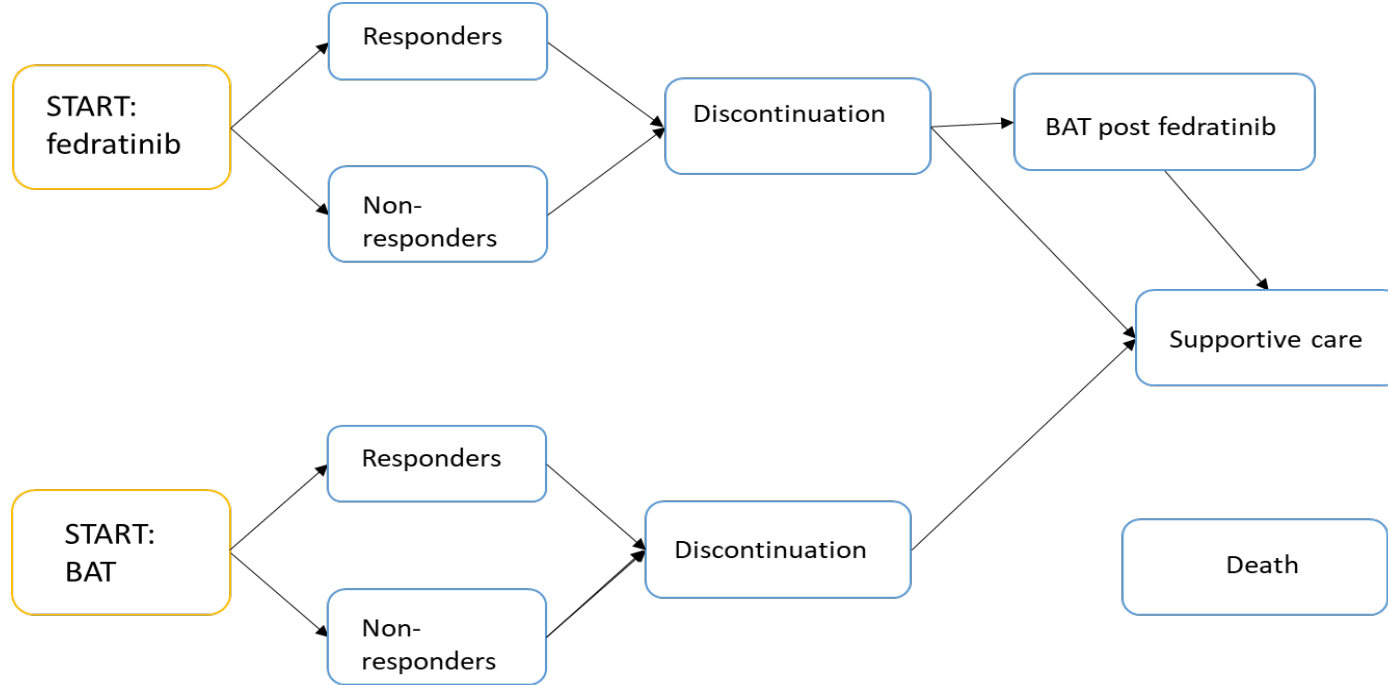 START:
fedratinib
Responders
Non-
responders
Discontinuation
BAT post fedratinib
Supportive care
START:
BAT
Responders
Non-
responders
Discontinuation
Death